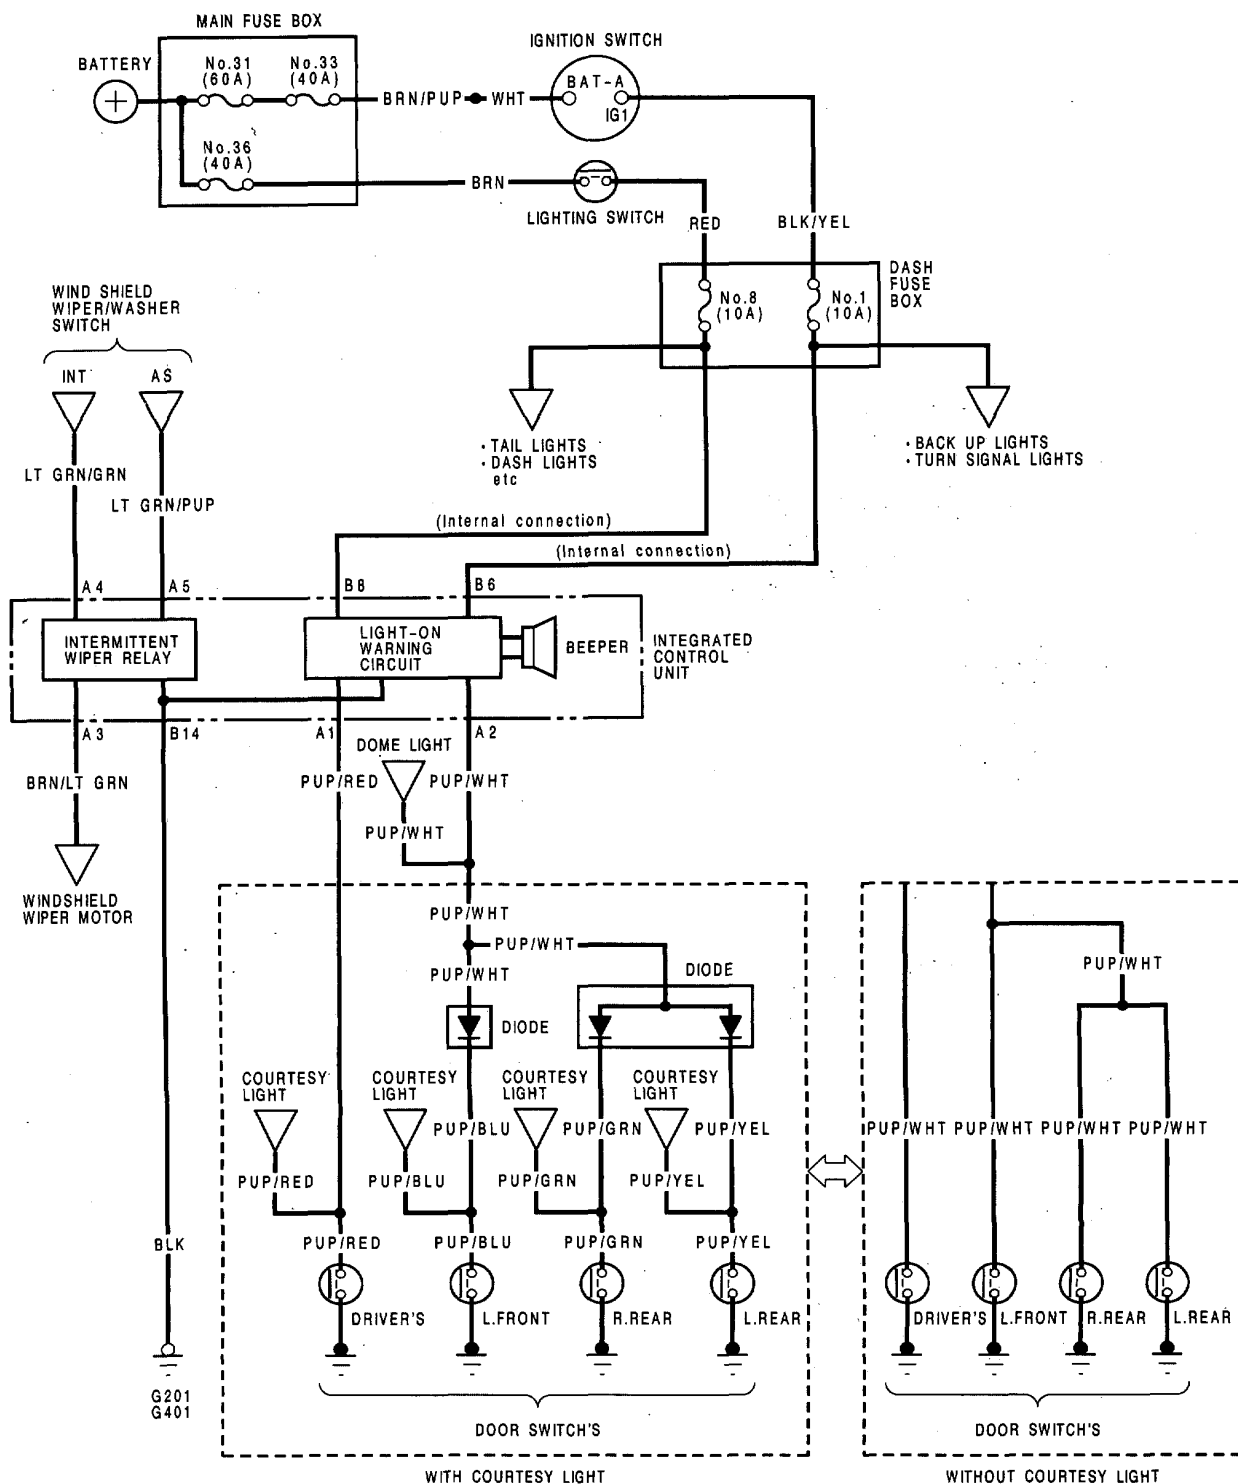 MAIN FUSE BOX
BATTERY
No.31
(60A)
No.33
(40A)
No.36
(40A)
BRN/PUP
WHT
IGNITION SWITCH
BAT-A
IG1
BRN
LIGHTING SWITCH
RED
BLK/YEL
DASH
FUSE
BOX
No.8
(10A)
No.1
(10A)
WIND SHIELD
WIPER/WASHER
SWITCH
INT
AS
LT GRN/GRN
LT GRN/PUP
• TAIL LIGHTS
• DASH LIGHTS
etc
• BACK UP LIGHTS
• TURN SIGNAL LIGHTS
(Internal connection)
(Internal connection)
A4
A5
B8
B6
INTERMITTENT
WIPER RELAY
LIGHT-ON
WARNING
CIRCUIT
BEEPER
INTEGRATED
CONTROL
UNIT
A3
B14
A1
A2
BRN/LT GRN
WINDSHIELD
WIPER MOTOR
DOME LIGHT
PUP/RED
PUP/WHT
PUP/WHT
PUP/WHT
PUP/WHT
PUP/WHT
DIODE
DIODE
COURTESY
LIGHT
COURTESY
LIGHT
COURTESY
LIGHT
COURTESY
LIGHT
PUP/BLU
PUP/GRN
PUP/YEL
PUP/RED
PUP/BLU
PUP/GRN
PUP/YEL
BLK
PUP/RED
PUP/BLU
PUP/GRN
PUP/YEL
DRIVER'S
L.FRONT
R.REAR
L.REAR
G201
G401
DOOR SWITCH'S
WITH COURTESY LIGHT
PUP/WHT
PUP/WHT
PUP/WHT
PUP/WHT
PUP/WHT
DRIVER'S
L.FRONT
R.REAR
L.REAR
DOOR SWITCH'S
WITHOUT COURTESY LIGHT